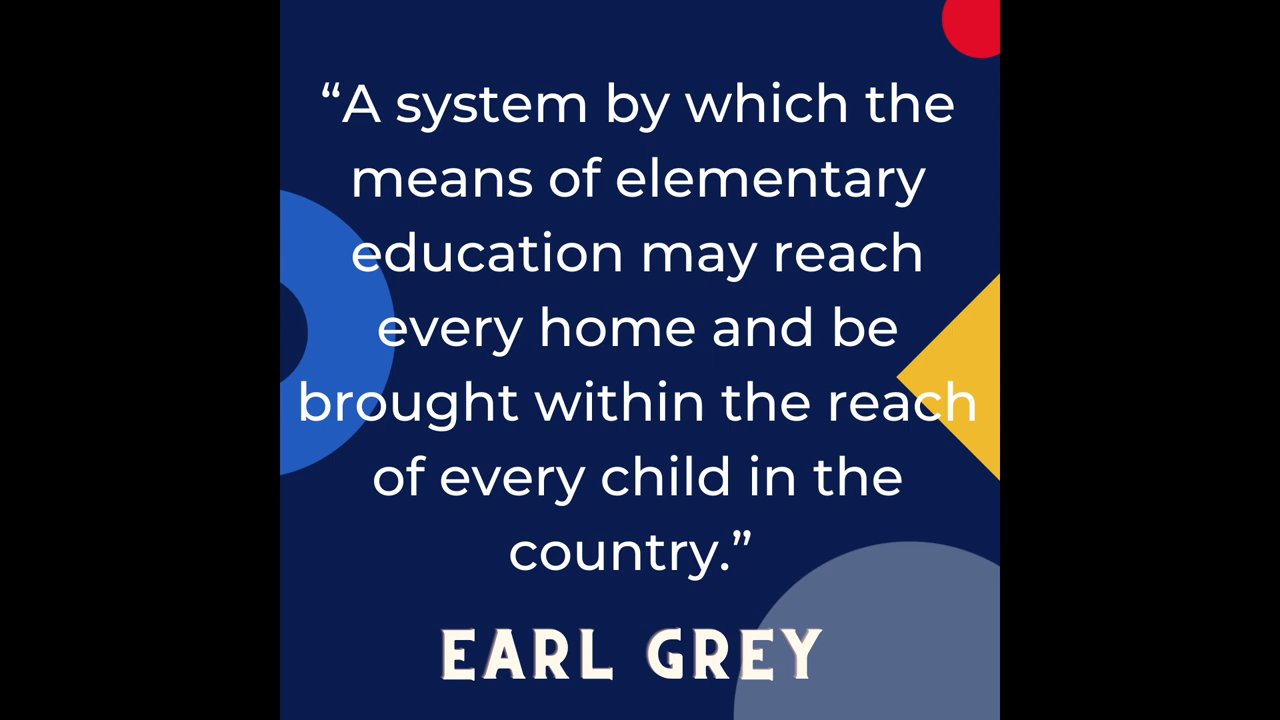 “A system by which the
means of elementary
education may reach
every home and be
brought within the reach
of every child in the
country.”
EARL GREY